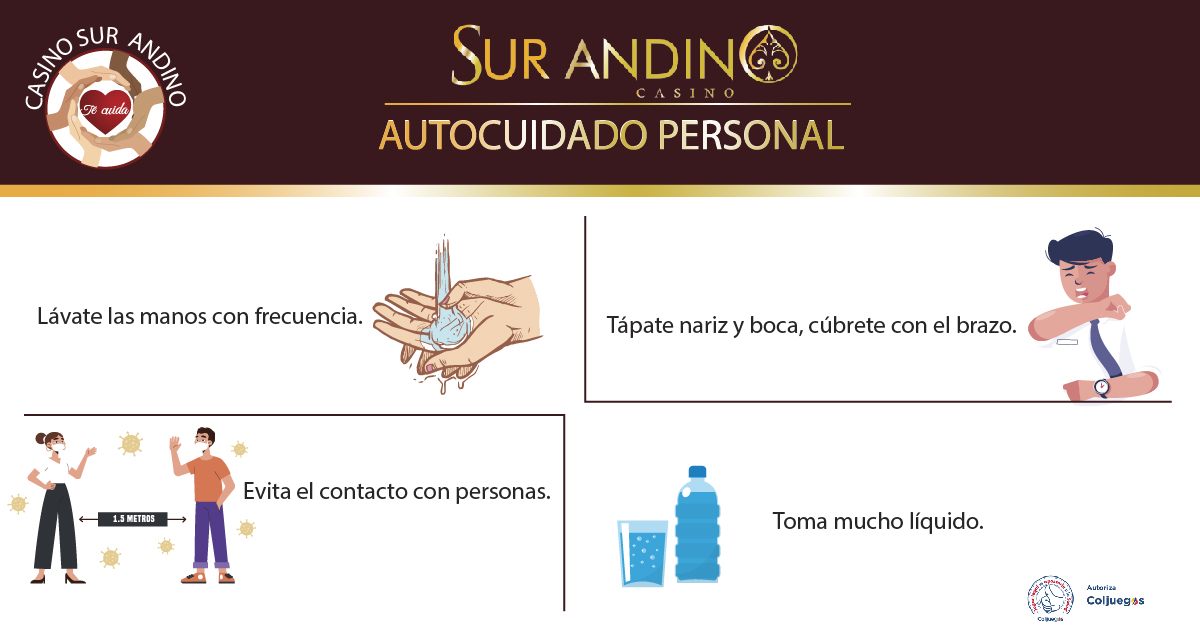 CASINO SUR ANDINO
Te cuida
SUR ANDINO
CASINO
AUTOCUIDADO PERSONAL
Lávate las manos con frecuencia.
Tápate nariz y boca, cúbrete con el brazo.
1.5 METROS
Evita el contacto con personas.
Toma mucho líquido.
Coljuegos
Autoriza
Coljuegos